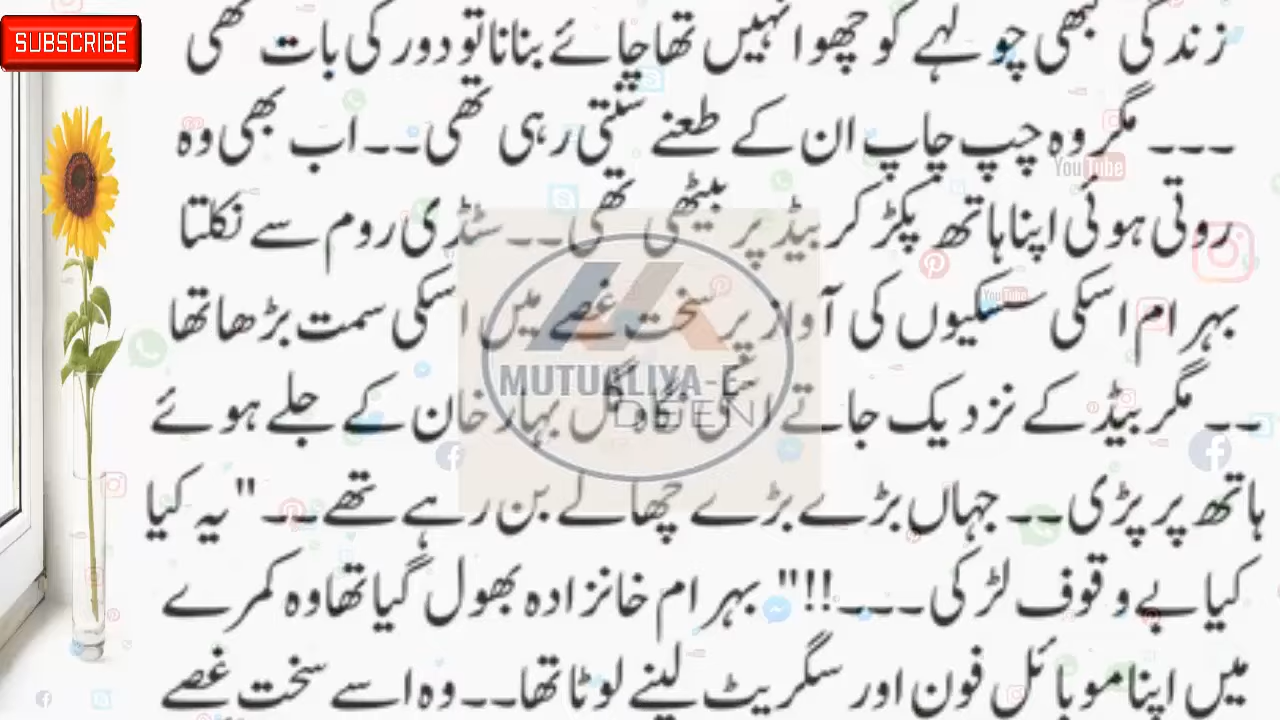 SUBSCRIBE
زندگی کبھی چولہے کو چھوا نہیں تھا چائے بنانا تو دور کی بات تھی
۔۔۔ مگر وہ چپ چاپ ان کے طعنے سنتی رہی تھی۔۔ اب بھی وہ
روتی ہوئی اپنا ہاتھ پکڑ کر بیڈ پر بیٹھی تھی۔۔ سٹڈی روم سے نکلتا
بہرام اسکی سسکیوں کی آواز پر سخت غصے میں اسکی سمت بڑھا تھا
۔۔ مگر بیڈ کے نزدیک جاتے اسکی نگاہ گل بہار خان کے جلے ہوئے
ہاتھ پر پڑی۔۔ جہاں بڑے بڑے چھالے بن رہے تھے۔۔ "یہ کیا
کیا بے وقوف لڑکی۔۔۔!!" بہرام خانزادہ بھول گیا تھا وہ کمرے
میں اپنا موبائل فون اور سگریٹ لینے لوٹا تھا۔۔ وہ اسے سخت غصے
YouTube
YouTube